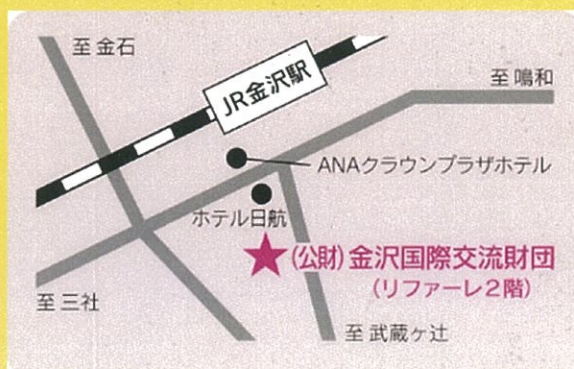 至 金石
JR金沢駅
至 鳴和
ANAクラウンプラザホテル
ホテル日航
(公財)金沢国際交流財団
(リファーレ2階)
至 三社
至 武蔵ヶ辻